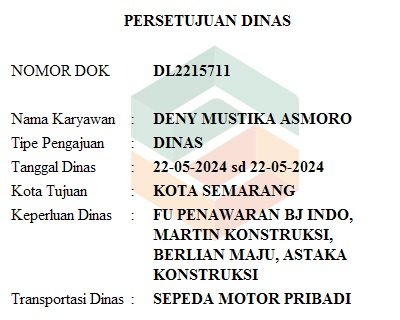 PERSETUJUAN DINAS
NOMOR DOK DL2215711
Nama Karyawan : DENY MUSTIKA ASMORO
Tipe Pengajuan : DINAS
Tanggal Dinas : 22-05-2024 sd 22-05-2024
Kota Tujuan : KOTA SEMARANG
Keperluan Dinas : FU PENAWARAN BJ INDO,
MARTIN KONSTRUKSI,
BERLIAN MAJU, ASTAKA
KONSTRUKSI
Transportasi Dinas : SEPEDA MOTOR PRIBADI